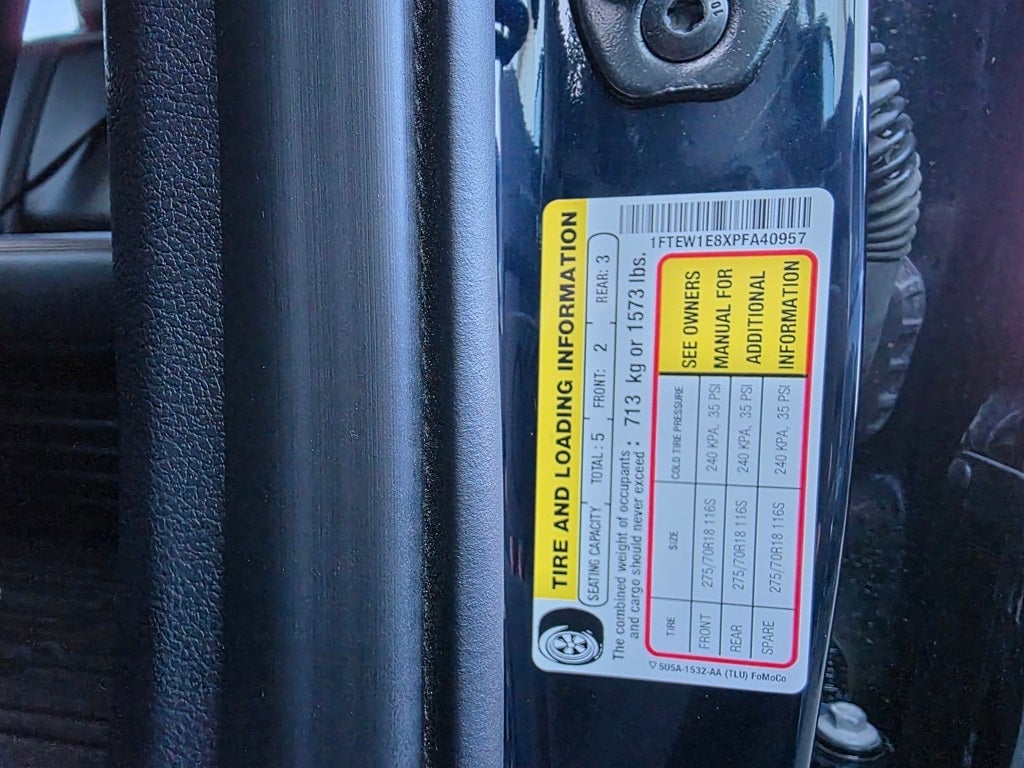 TIRE AND LOADING INFORMATION
SEATING CAPACITY TOTAL: 5 FRONT: 2 REAR: 3
The combined weight of occupants
and cargo should never exceed : 713 kg or 1573 lbs.
TIRE SIZE COLD TIRE PRESSURE
FRONT 275/70R18 116S 240 KPA, 35 PSI
REAR 275/70R18 116S 240 KPA, 35 PSI
SPARE 275/70R18 116S 240 KPA, 35 PSI
SEE OWNERS
MANUAL FOR
ADDITIONAL
INFORMATION
1FTEW1E8XPFA40957
5U5A-1532-AA (TLU) FoMoCo